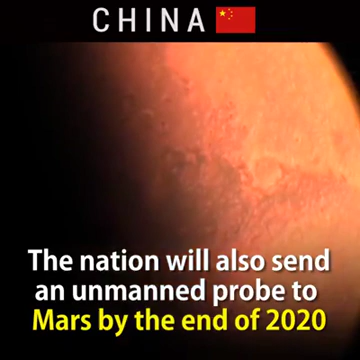 CHINA
The nation will also send
an unmanned probe to
Mars by the end of 2020